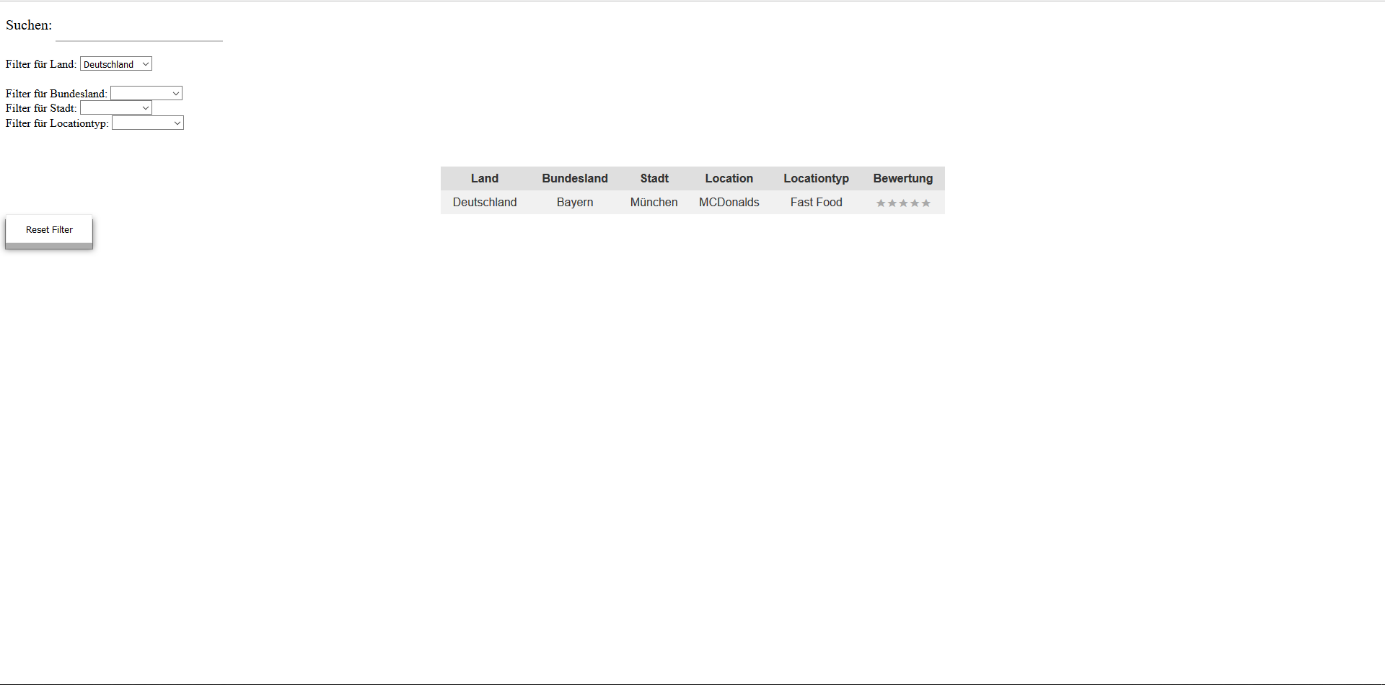 Suchen:
Filter für Land: Deutschland
Filter für Bundesland:
Filter für Stadt:
Filter für Locationtyp:
Land Bundesland Stadt Location Locationtyp Bewertung
Deutschland Bayern München MCDonalds Fast Food ★★★★★
Reset Filter